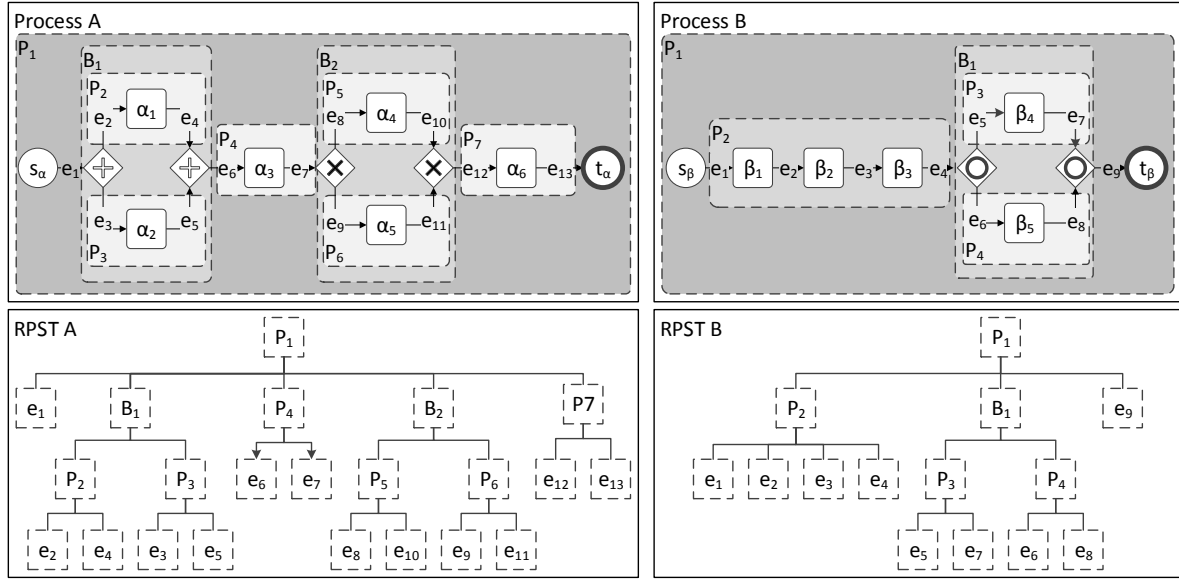 Process A
P1
B1
B2
P2
P5
α1
α4
e2
e4
e8
e10
P4
P7
sα
e1
e6
α3
e7
e12
α6
e13
tα
e3
α2
e5
e9
α5
e11
P3
P6
Process B
P1
B1
P3
e5
β4
e7
P2
sβ
e1
β1
e2
β2
e3
β3
e4
e9
tβ
e6
β5
e8
P4
RPST A
P1
e1
B1
P4
B2
P7
P2
P3
e6
e7
P5
P6
e12
e13
e2
e4
e3
e5
e8
e10
e9
e11
RPST B
P1
P2
B1
e9
e1
e2
e3
e4
P3
P4
e5
e7
e6
e8